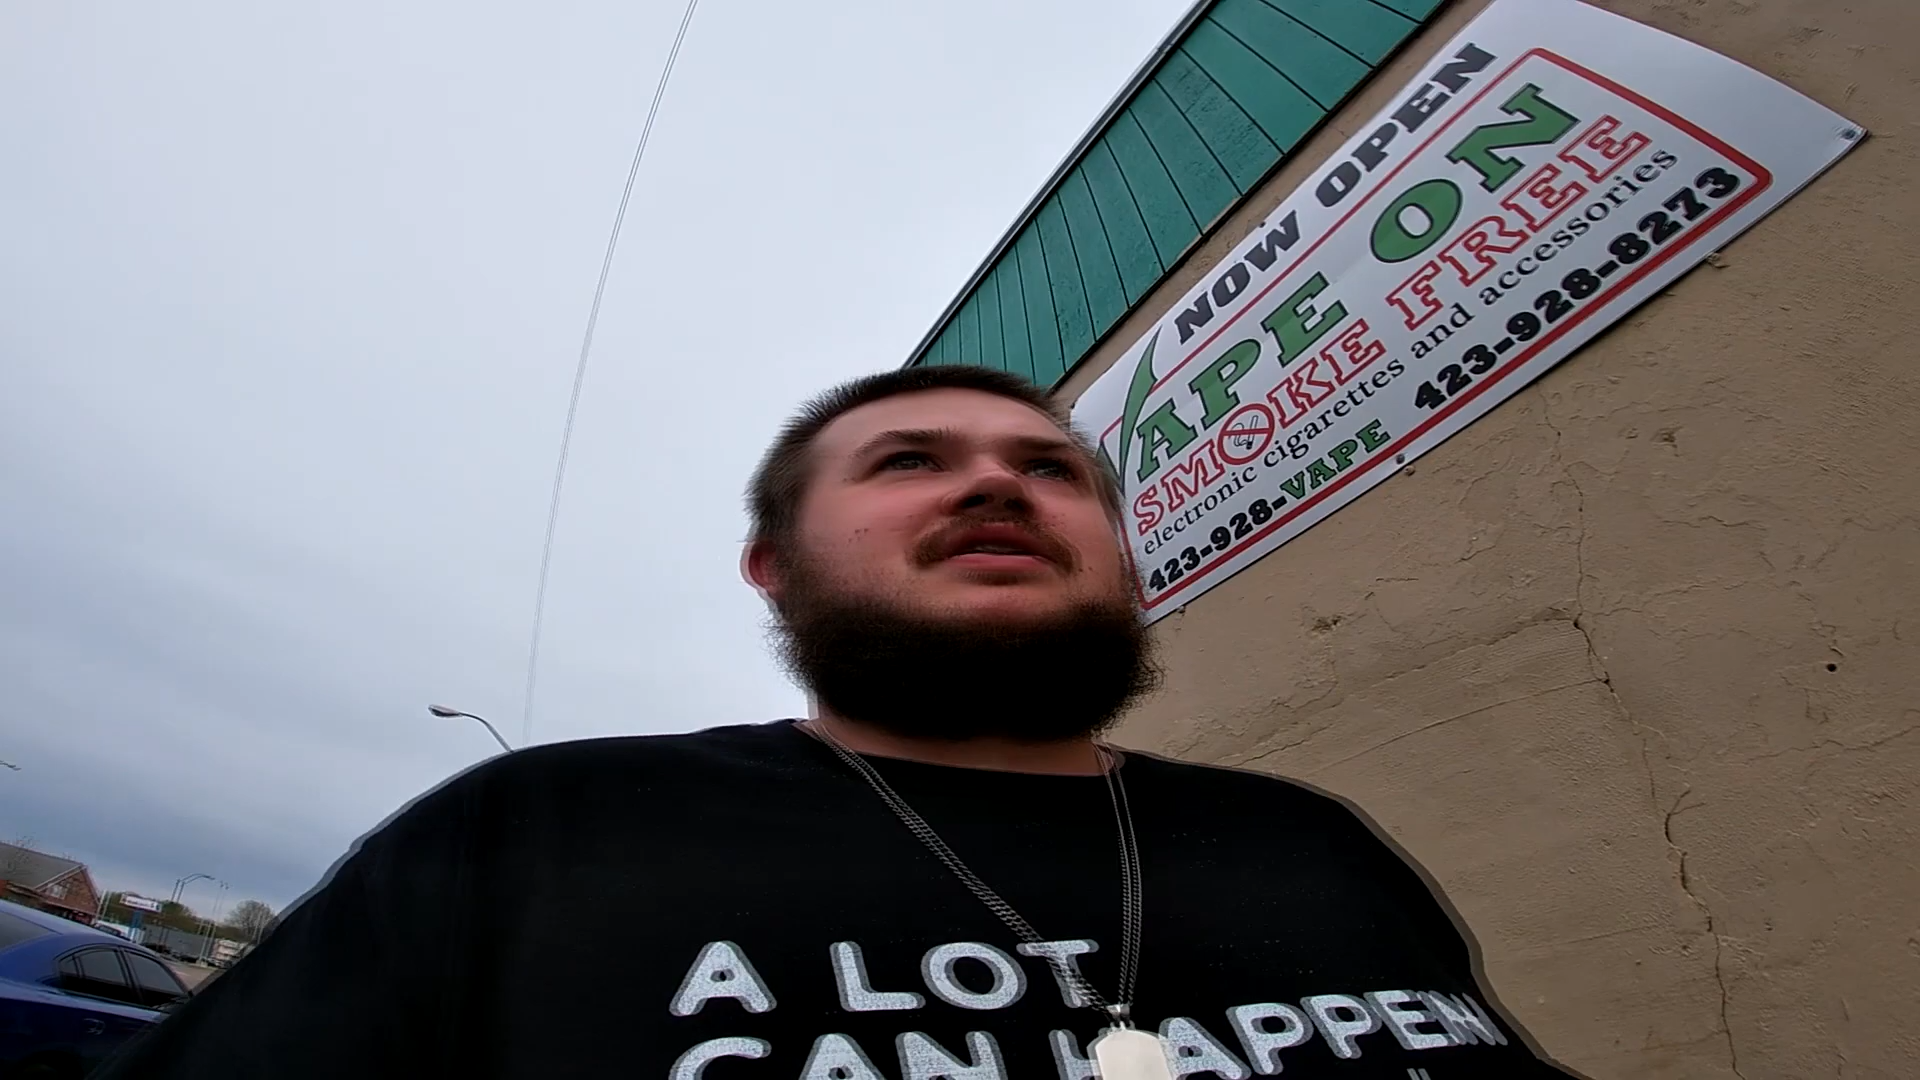 NOW OPEN
VAPE ON
SMOKE FREE
electronic cigarettes and accessories
423-928-VAPE 423-928-8273
A LOT
CAN HAPPEN